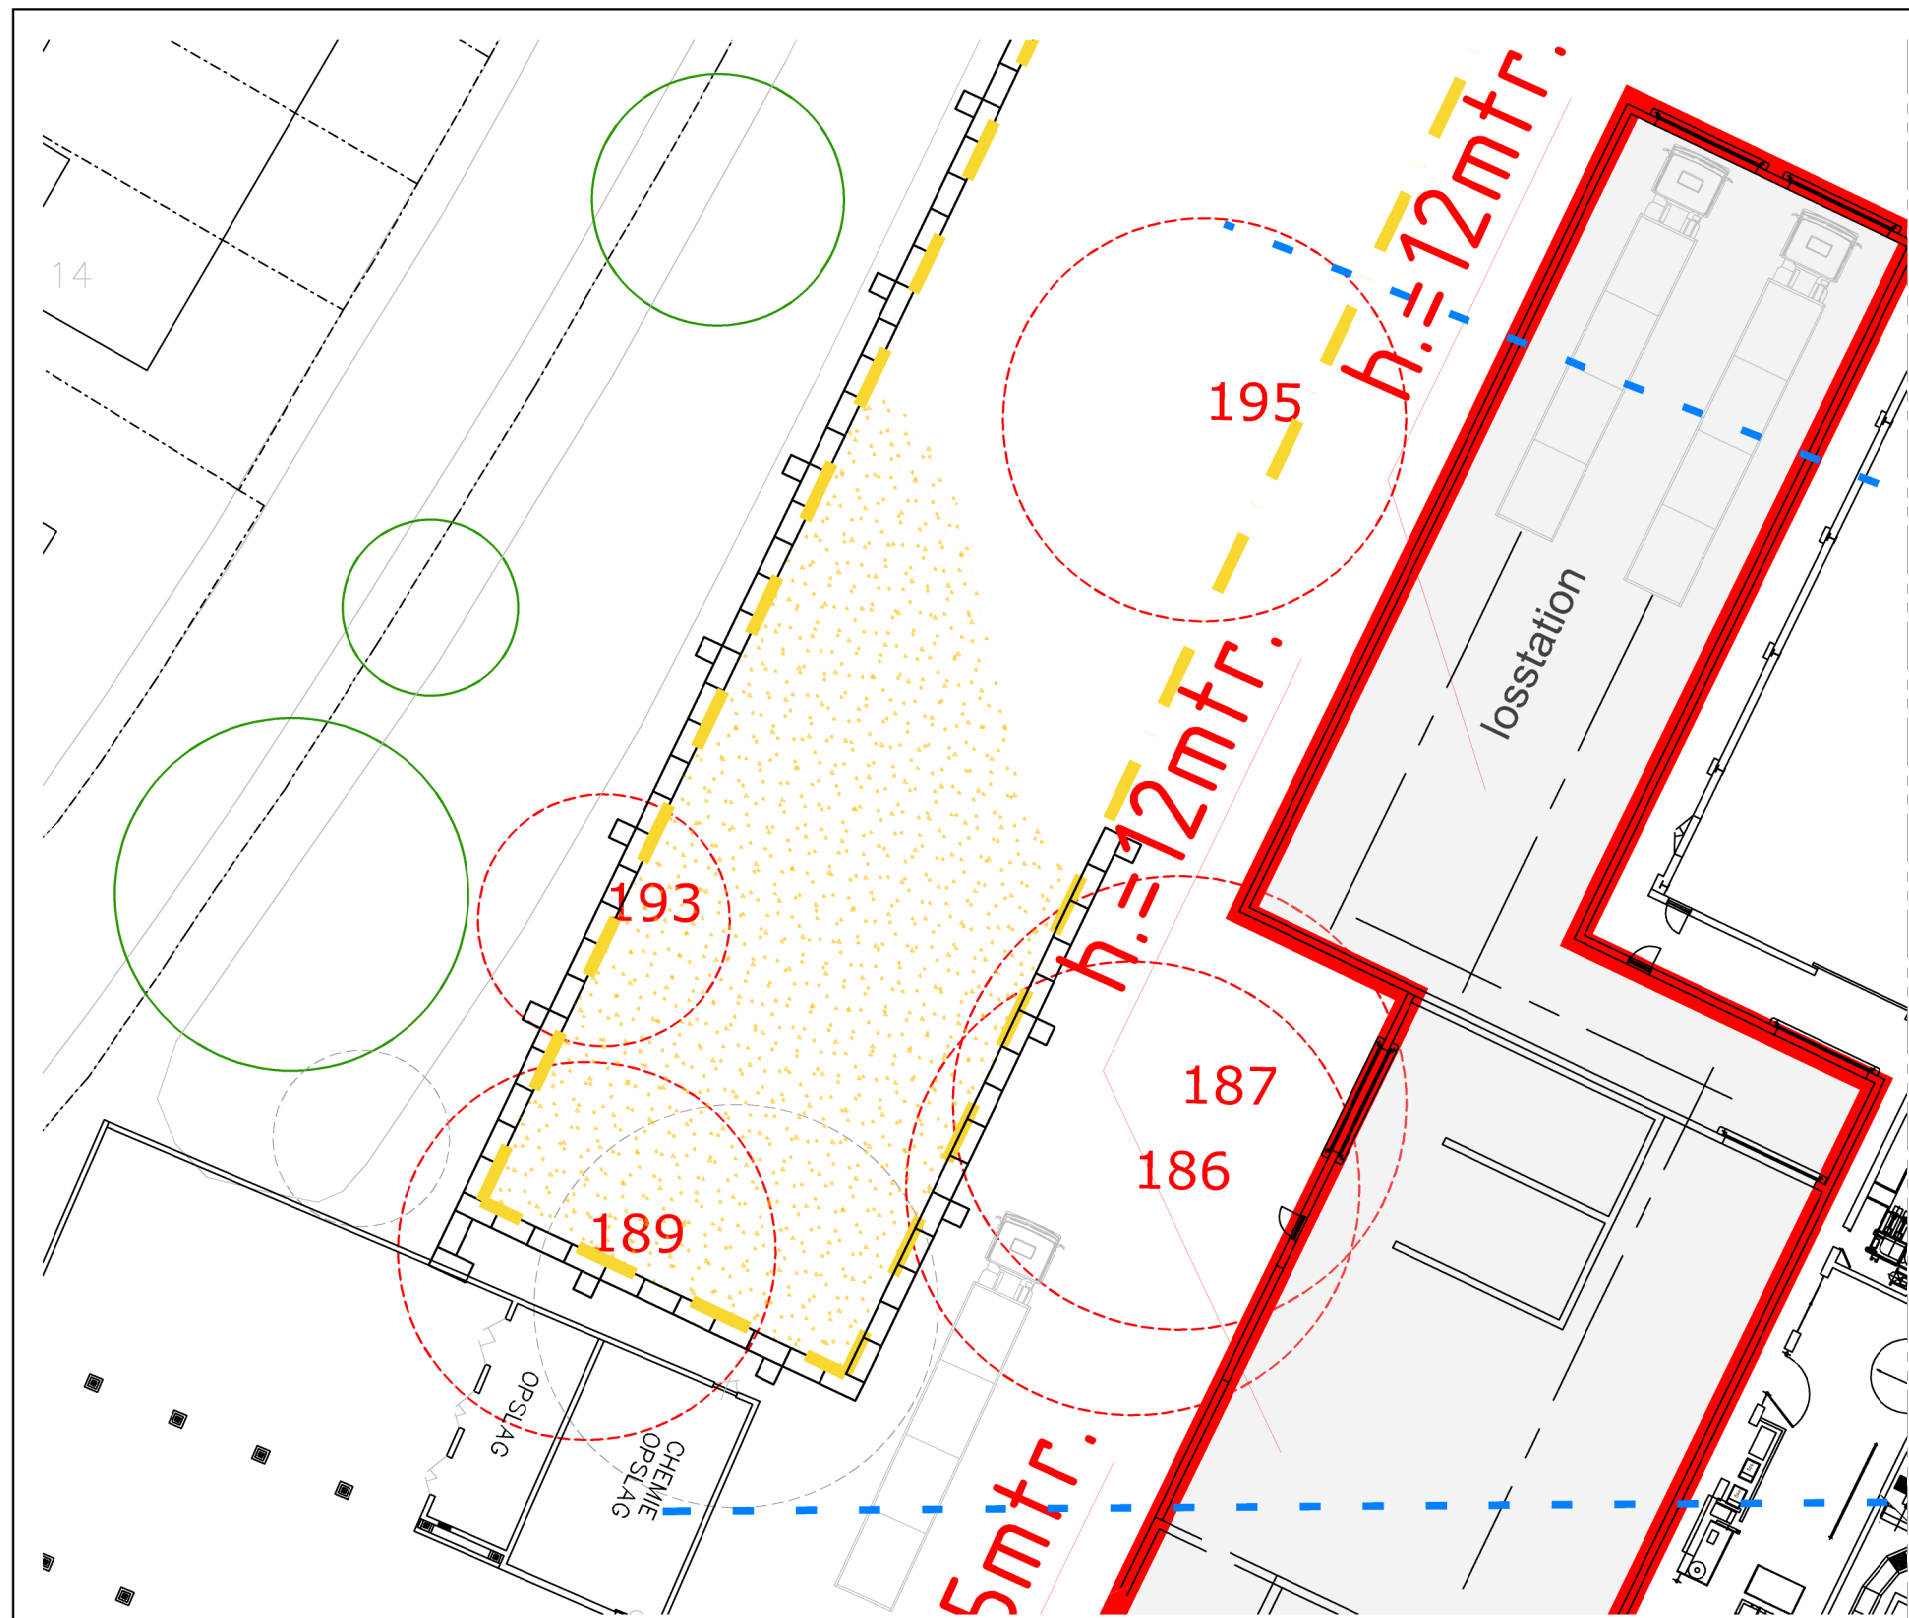 h.=12mtr.
14
195
losstation
h.=12mtr.
193
187
186
189
OPSLAG
CHEMIE
OPSLAG
5mtr.